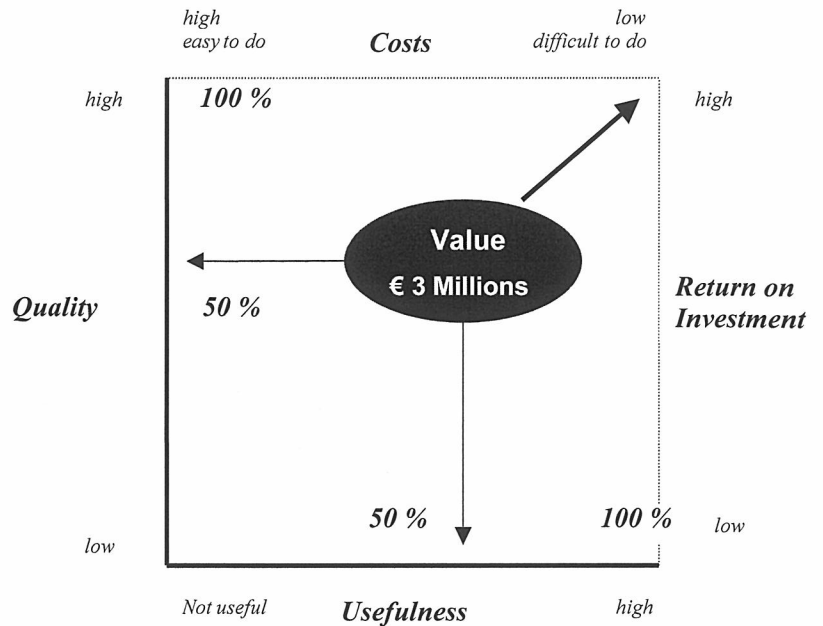 high
easy to do
Costs
low
difficult to do
high
100 %
high
Value
€ 3 Millions
Quality
50 %
Return on
Investment
50 %
100 %
low
low
Not useful
Usefulness
high